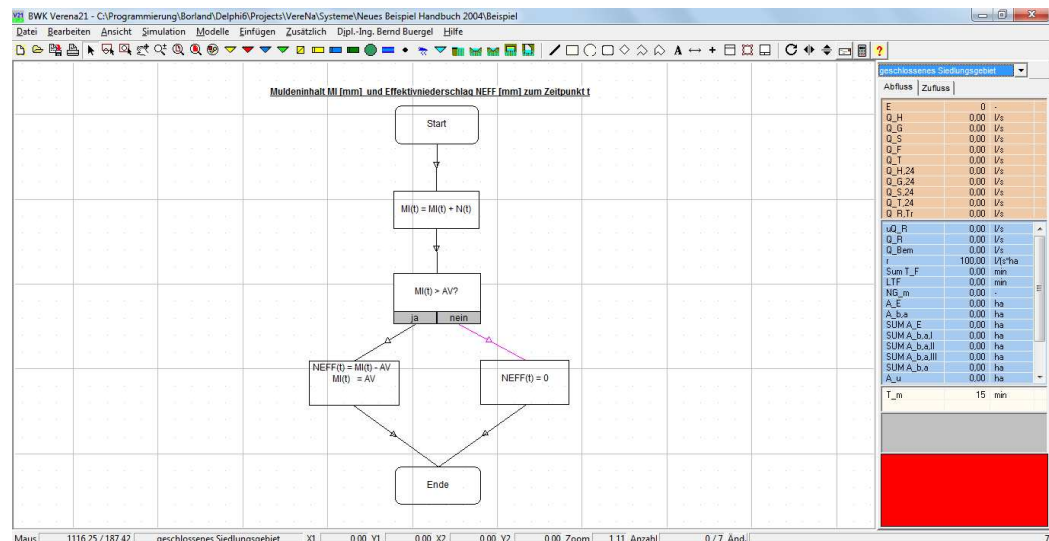 BWK Verena21 - C:\Programmierung\Borland\Delphi6\Projects\VereNa\Systeme\Neues Beispiel Handbuch 2004\Beispiel
Datei Bearbeiten Ansicht Simulation Modelle Einfügen Zusätzlich Dipl.-Ing. Bernd Buergel Hilfe
A
?
Muldeninhalt MI [mm] und Effektivniederschlag NEFF [mm] zum Zeitpunkt t
Start
MI(t) = MI(t) + N(t)
MI(t) > AV?
ja nein
NEFF(t) = MI(t) - AV
MI(t) = AV
NEFF(t) = 0
Ende
geschlossenes Siedlungsgebiet
Abfluss Zufluss
E 0 -
Q_H 0,00 l/s
Q_G 0,00 l/s
Q_S 0,00 l/s
Q_F 0,00 l/s
Q_T 0,00 l/s
Q_H,24 0,00 l/s
Q_G,24 0,00 l/s
Q_S,24 0,00 l/s
Q_T,24 0,00 l/s
Q_R,Tr 0,00 l/s
uQ_R 0,00 l/s
Q_R 0,00 l/s
Q_Bem 0,00 l/s
r 100,00 l/(s*ha
Sum T_F 0,00 min
LTF 0,00 min
NG_m 0,00 -
A_E 0,00 ha
A_b,a 0,00 ha
SUM A_E 0,00 ha
SUM A_b,a,I 0,00 ha
SUM A_b,a,II 0,00 ha
SUM A_b,a,III 0,00 ha
SUM A_b,a 0,00 ha
A_u 0,00 ha
T_m 15 min
Maus 1116,25 / 187,42 geschlossenes Siedlungsgebiet X1 0,00 Y1 0,00 X2 0,00 Y2 0,00 Zoom 1,11 Anzahl 0 / 7 Änd. 7